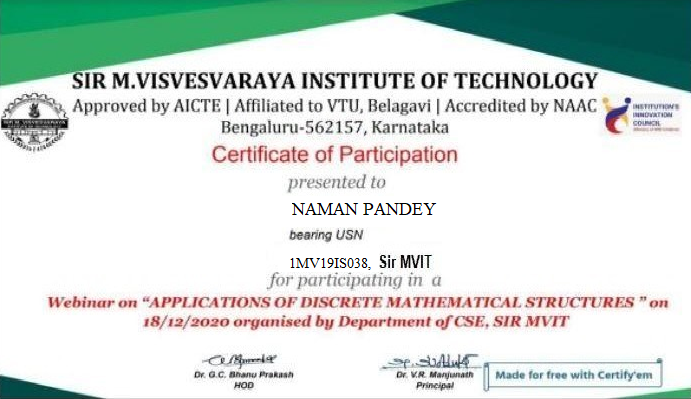 SIR M.VISVESVARAYA INSTITUTE OF TECHNOLOGY
Approved by AICTE | Affiliated to VTU, Belagavi | Accredited by NAAC
Bengaluru-562157, Karnataka
SIR M. VISVESVARAYA
INSTITUTION'S
INNOVATION
COUNCIL
Certificate of Participation
presented to
NAMAN PANDEY
bearing USN
1MV19IS038, Sir MVIT
for participating in a
Webinar on “APPLICATIONS OF DISCRETE MATHEMATICAL STRUCTURES ” on
18/12/2020 organised by Department of CSE, SIR MVIT
Dr. G.C. Bhanu Prakash
HOD
Dr. V.R. Manjunath
Principal
Made for free with Certify'em